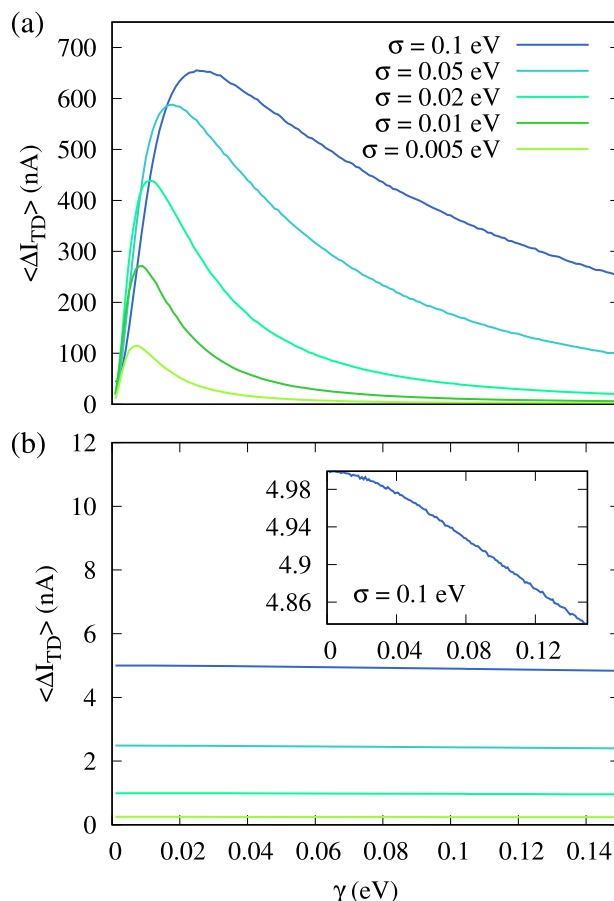 (a)
700
600
500
400
300
200
100
0
<ΔI_TD> (nA)
σ = 0.1 eV
σ = 0.05 eV
σ = 0.02 eV
σ = 0.01 eV
σ = 0.005 eV
(b)
12
10
8
6
4
2
0
<ΔI_TD> (nA)
4.98
4.94
4.9
4.86
σ = 0.1 eV
0 0.04 0.08 0.12
0 0.02 0.04 0.06 0.08 0.1 0.12 0.14
γ (eV)